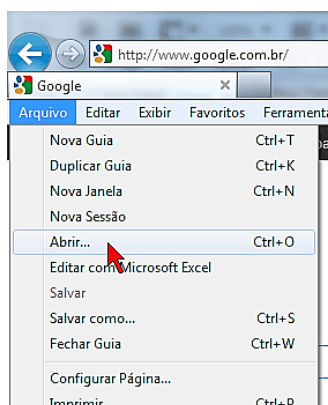 http://www.google.com.br/
Google
Arquivo Editar Exibir Favoritos
Nova Guia Ctrl+T
Duplicar Guia Ctrl+K
Nova Janela Ctrl+N
Nova Sessão
Abrir... Ctrl+O
Editar com Microsoft Excel
Salvar
Salvar como... Ctrl+S
Fechar Guia Ctrl+W
Configurar Página...